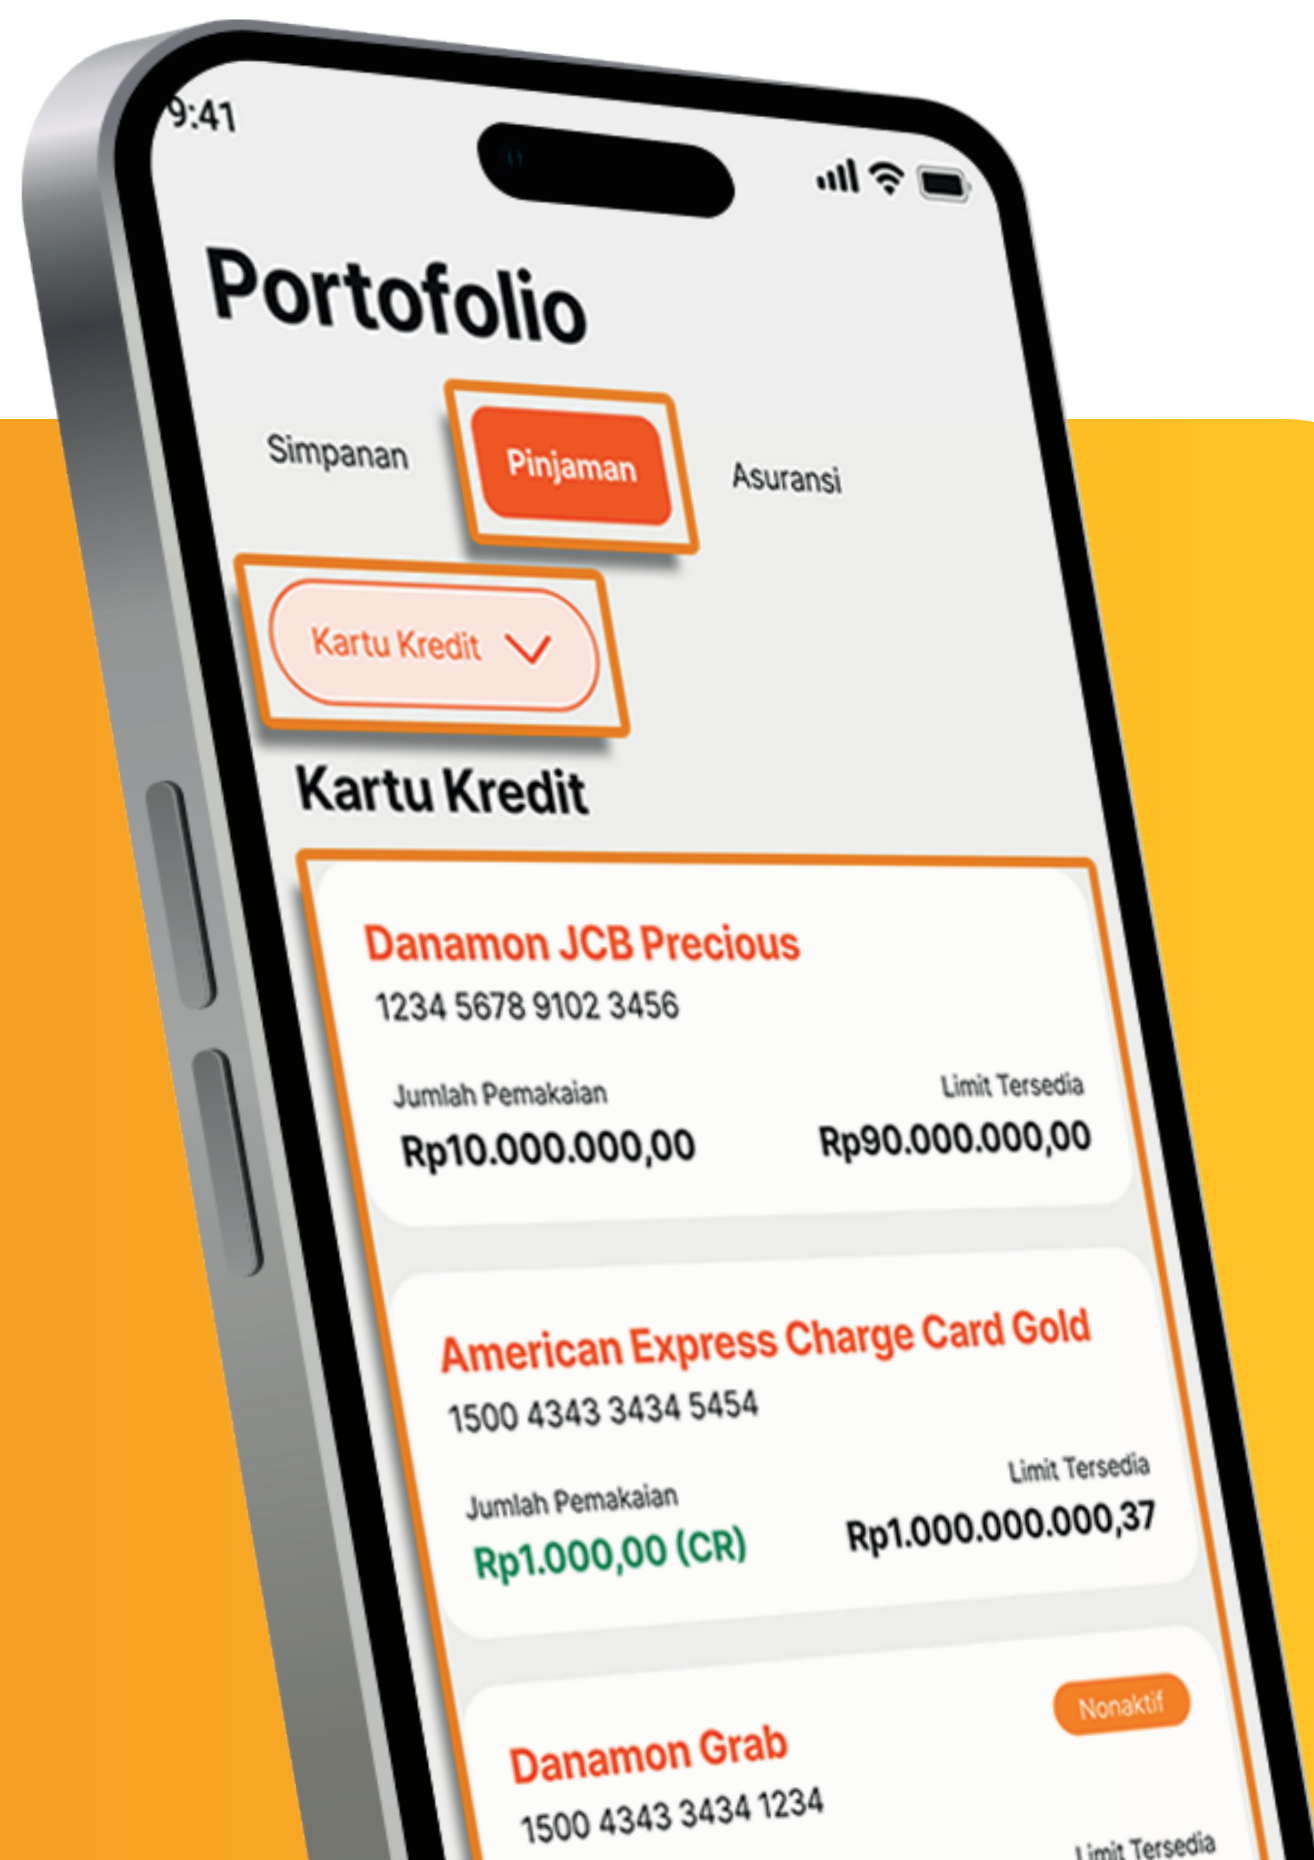 9:41
Portofolio
Simpanan Pinjaman Asuransi
Kartu Kredit
Kartu Kredit
Danamon JCB Precious
1234 5678 9102 3456
Jumlah Pemakaian Limit Tersedia
Rp10.000.000,00 Rp90.000.000,00
American Express Charge Card Gold
1500 4343 3434 5454
Jumlah Pemakaian Limit Tersedia
Rp1.000,00 (CR) Rp1.000.000.000,37
Nonaktif
Danamon Grab
1500 4343 3434 1234
Limit Tersedia